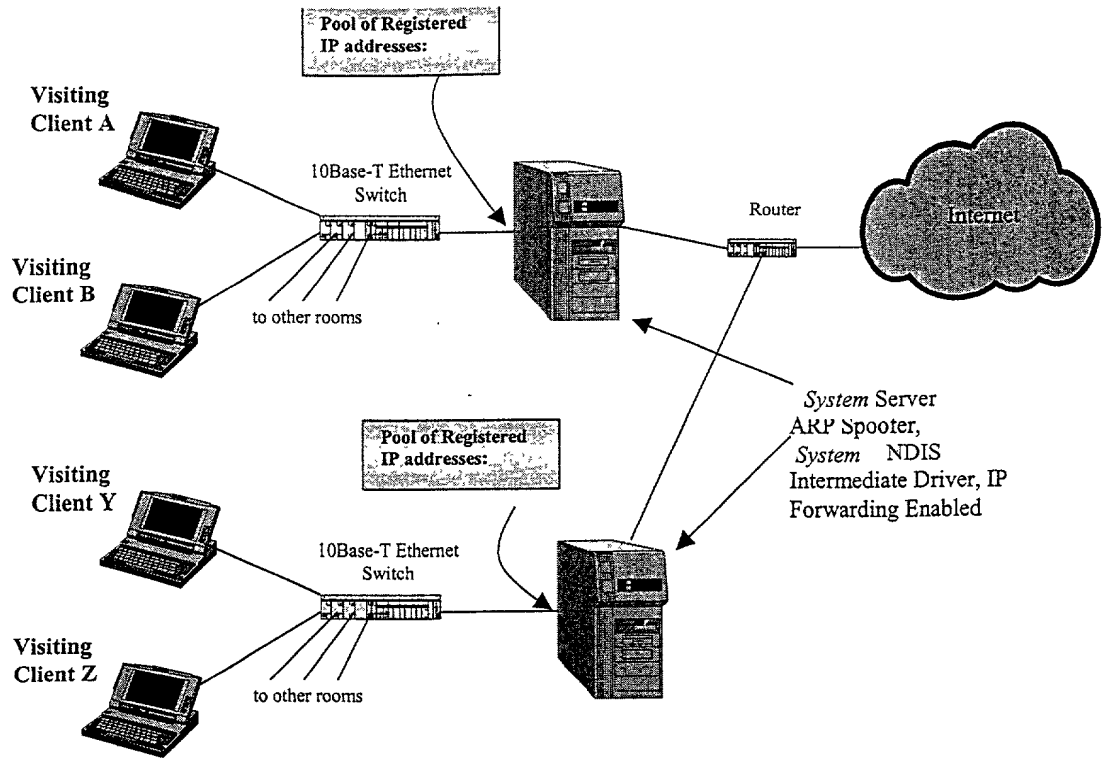 Pool of Registered
IP addresses:
Visiting
Client A
10Base-T Ethernet
Switch
Router
Internet
Visiting
Client B
to other rooms
System Server
ARP Spoofer,
System NDIS
Intermediate Driver, IP
Forwarding Enabled
Pool of Registered
IP addresses:
Visiting
Client Y
10Base-T Ethernet
Switch
Visiting
Client Z
to other rooms